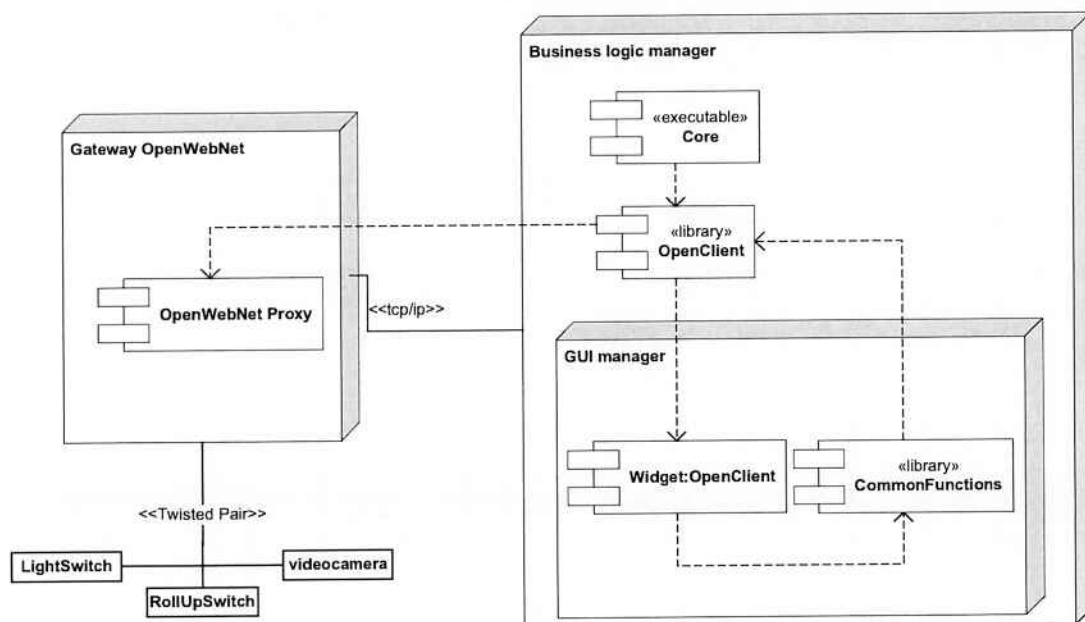 Business logic manager
«executable»
Core
Gateway OpenWebNet
«library»
OpenClient
OpenWebNet Proxy
<<tcp/ip>>
GUI manager
Widget:OpenClient
«library»
CommonFunctions
<<Twisted Pair>>
LightSwitch
videocamera
RollUpSwitch